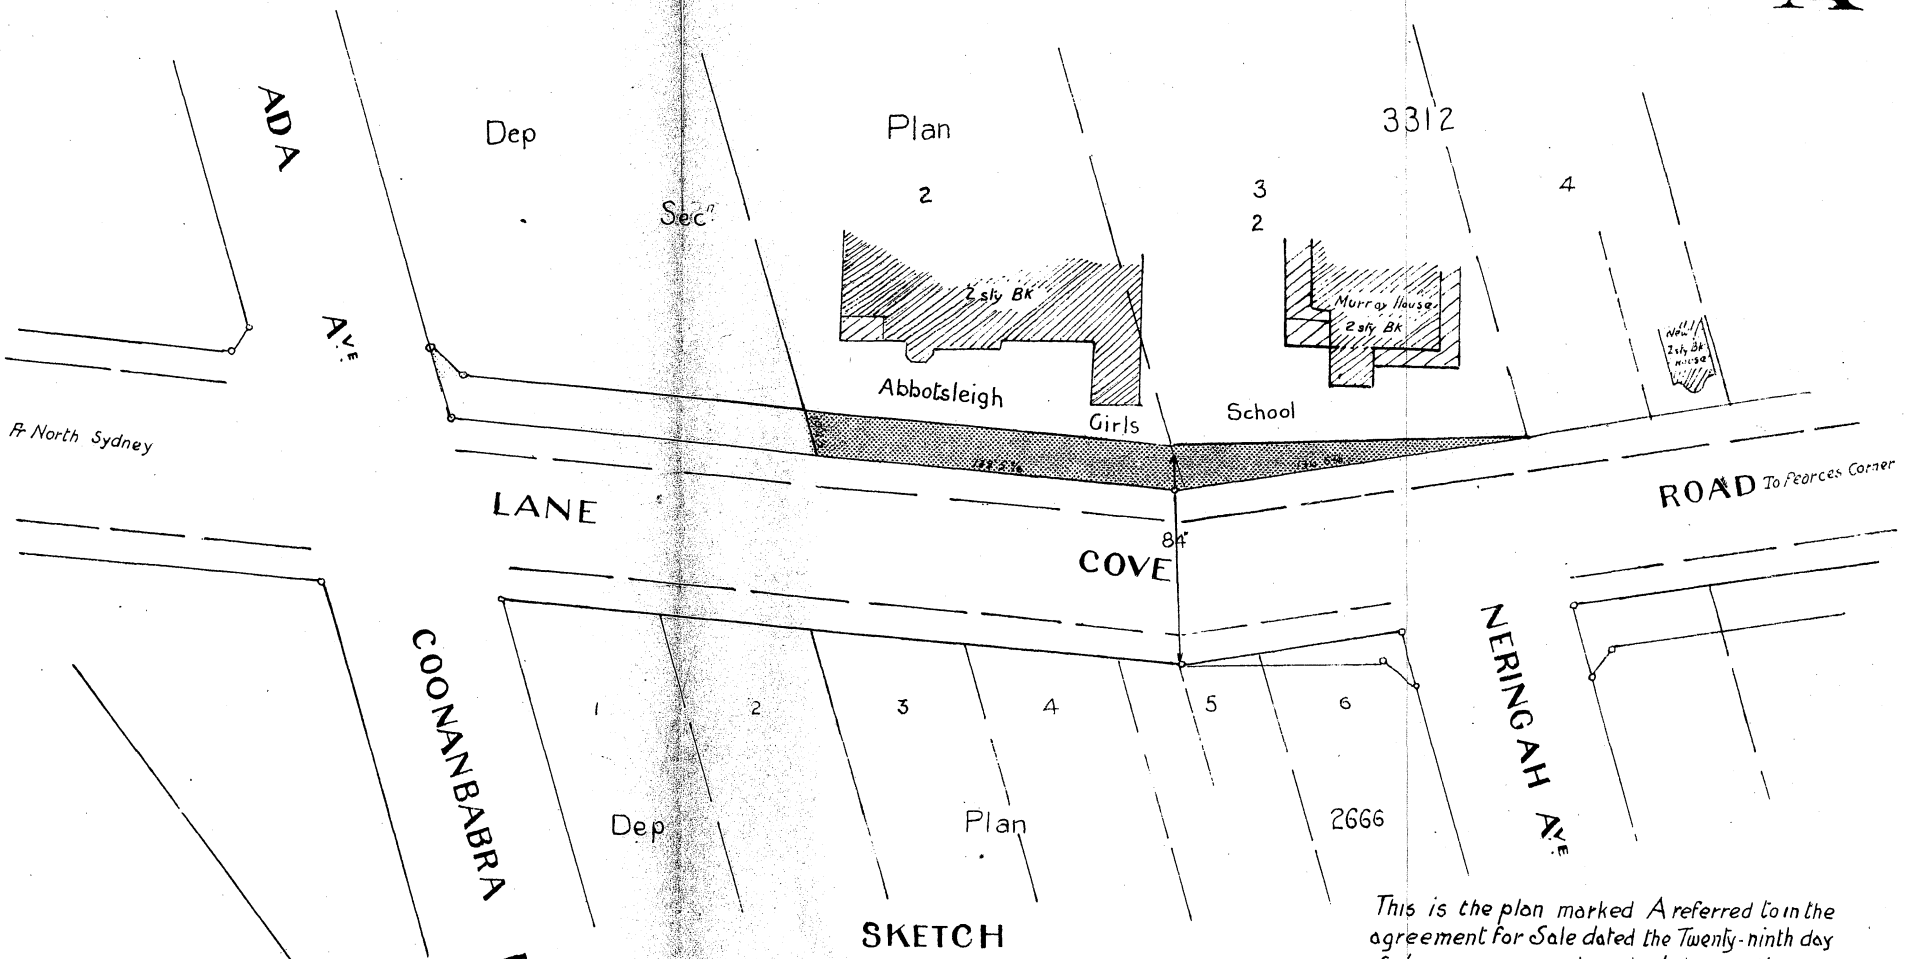 A
ADA AVE
Dep Plan 3312
Secn. 2 3 4
2
2 sty Bk
Murray House
2 sty Bk
New
2 sty Bk
House
Abbotsleigh Girls School
Fr North Sydney
LANE COVE ROAD
To Pearces Corner
84'
COONANBABRA
NERINGAH AVE
1 2 3 4 5 6
Dep Plan 2666
SKETCH
This is the plan marked A referred to in the
agreement for Sale dated the Twenty-ninth day